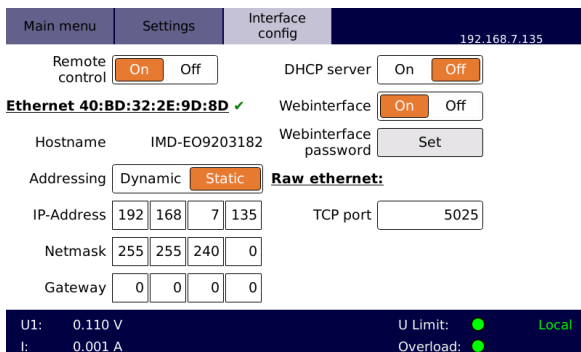 Main menu Settings Interface config 192.168.7.135
Remote control On Off DHCP server On Off
Ethernet 40:BD:32:2E:9D:8D ✔ Webinterface On Off
Hostname IMD-EO9203182 Webinterface password Set
Addressing Dynamic Static Raw ethernet:
IP-Address 192 168 7 135 TCP port 5025
Netmask 255 255 240 0
Gateway 0 0 0 0
U1: 0.110 V U Limit: Local
I: 0.001 A Overload: